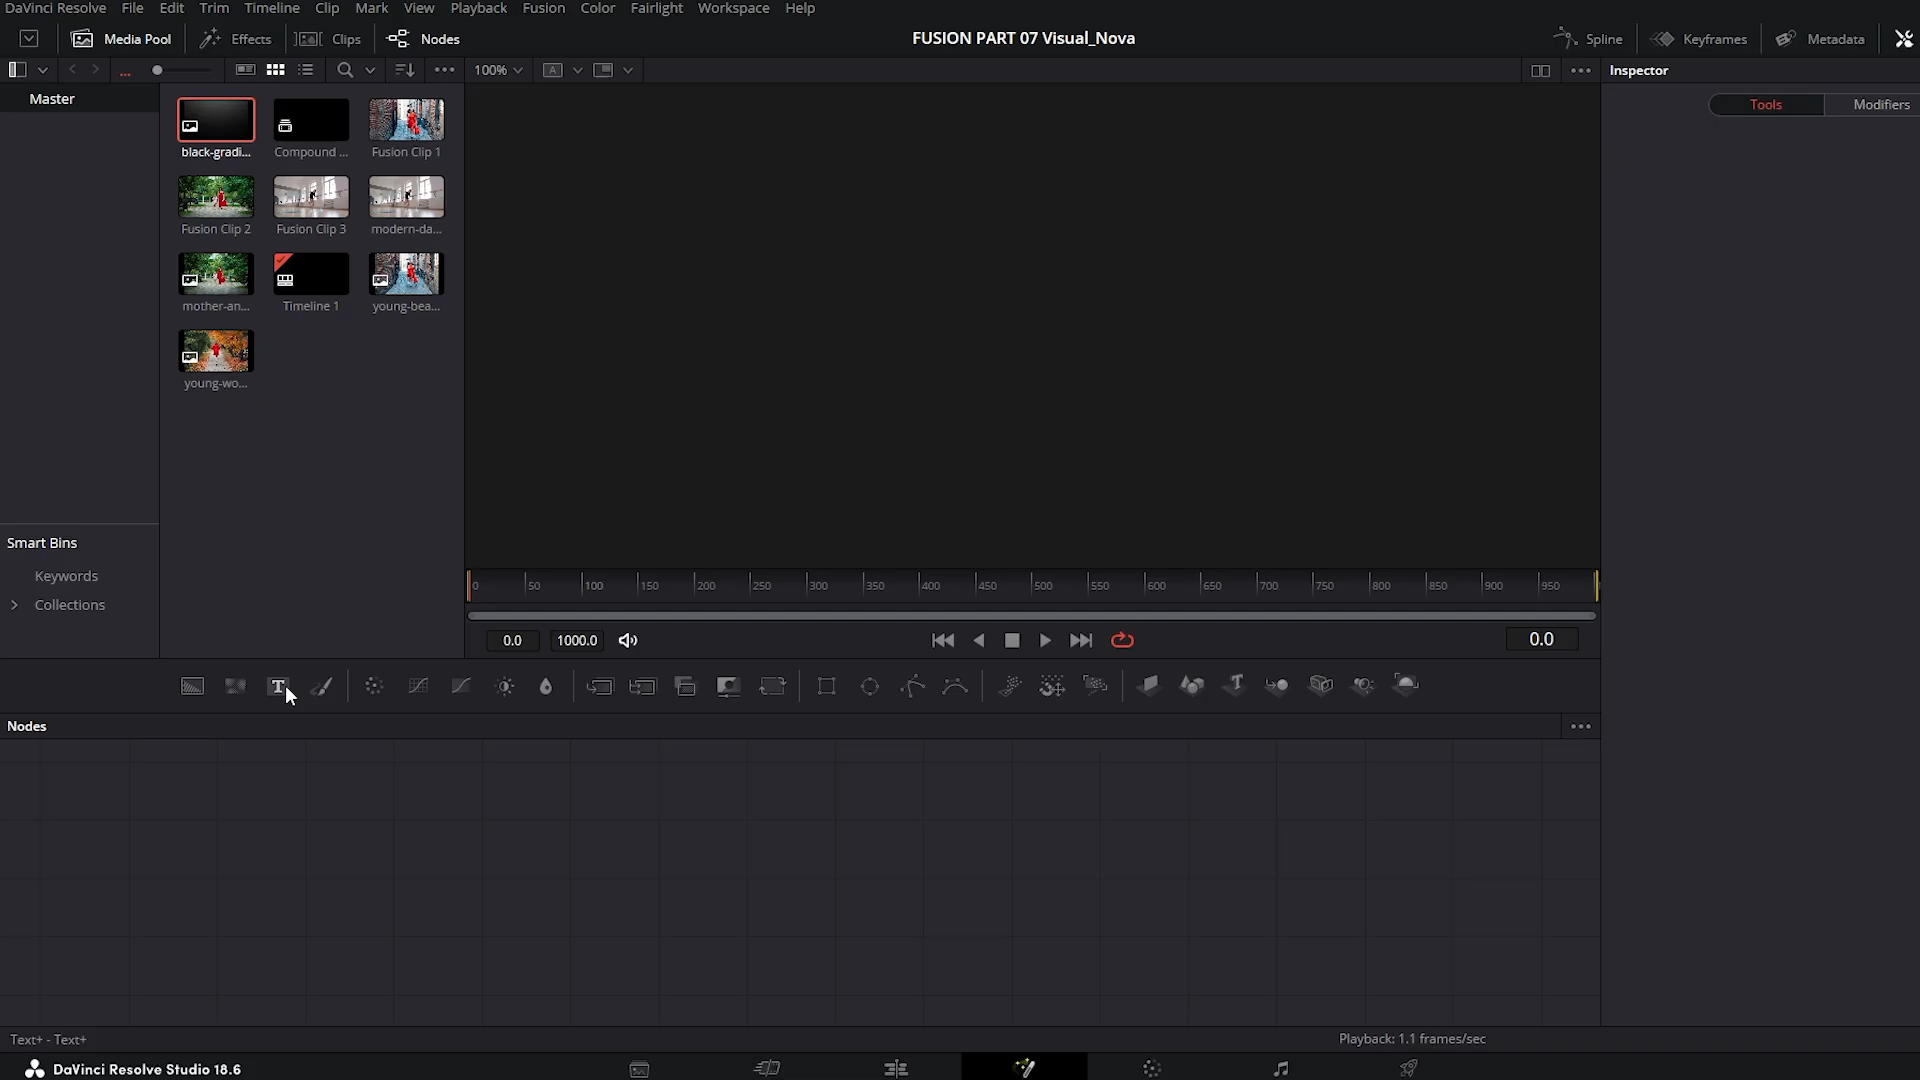 DaVinci Resolve File Edit Trim Timeline Clip Mark View Playback Fusion Color Fairlight Workspace Help
Media Pool Effects Clips Nodes FUSION PART 07 Visual_Nova Spline Keyframes Metadata
... 100% A Inspector
Master Tools Modifiers
black-gradi... Compound ... Fusion Clip 1
Fusion Clip 2 Fusion Clip 3 modern-da...
mother-an... Timeline 1 young-bea...
young-wo...
Smart Bins
Keywords
Collections
0 50 100 150 200 250 300 350 400 450 500 550 600 650 700 750 800 850 900 950
0.0 1000.0 0.0
T T
Nodes
Text+ - Text+ Playback: 1.1 frames/sec
DaVinci Resolve Studio 18.6